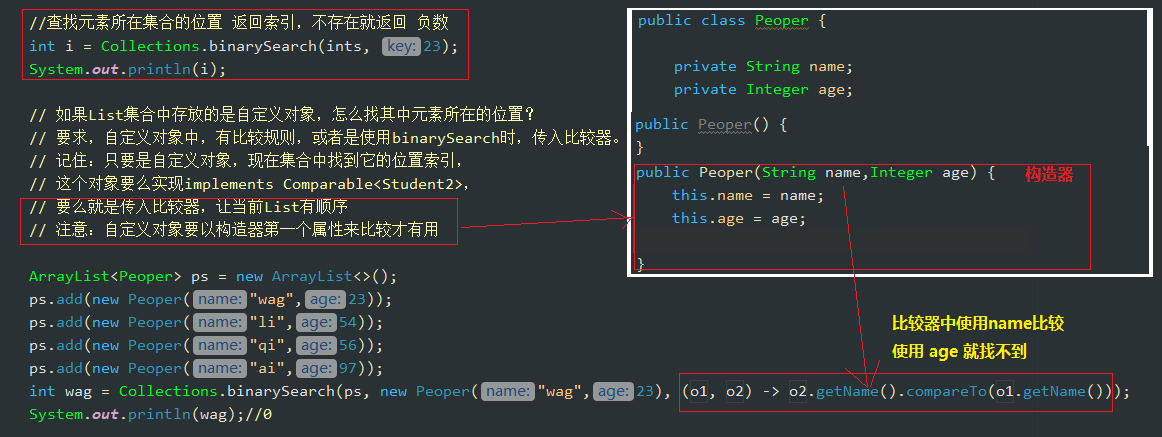 //查找元素所在集合的位置 返回索引，不存在就返回 负数
int i = Collections.binarySearch(ints, key: 23);
System.out.println(i);
// 如果List集合中存放的是自定义对象，怎么找其中元素所在的位置？
// 要求，自定义对象中，有比较规则，或者是使用binarySearch时，传入比较器。
// 记住：只要是自定义对象，现在集合中找到它的位置索引，
// 这个对象要么实现implements Comparable<Student2>，
// 要么就是传入比较器，让当前List有顺序
// 注意：自定义对象要以构造器第一个属性来比较才有用
ArrayList<Peoper> ps = new ArrayList<>();
ps.add(new Peoper( name: "wag", age: 23));
ps.add(new Peoper( name: "li", age: 54));
ps.add(new Peoper( name: "qi", age: 56));
ps.add(new Peoper( name: "ai", age: 97));
int wag = Collections.binarySearch(ps, new Peoper( name: "wag", age: 23), (o1, o2) -> o2.getName().compareTo(o1.getName()));
System.out.println(wag);//0
public class Peoper {
private String name;
private Integer age;
public Peoper() {
}
public Peoper(String name,Integer age) {
构造器
this.name = name;
this.age = age;
}
比较器中使用name比较
使用 age 就找不到